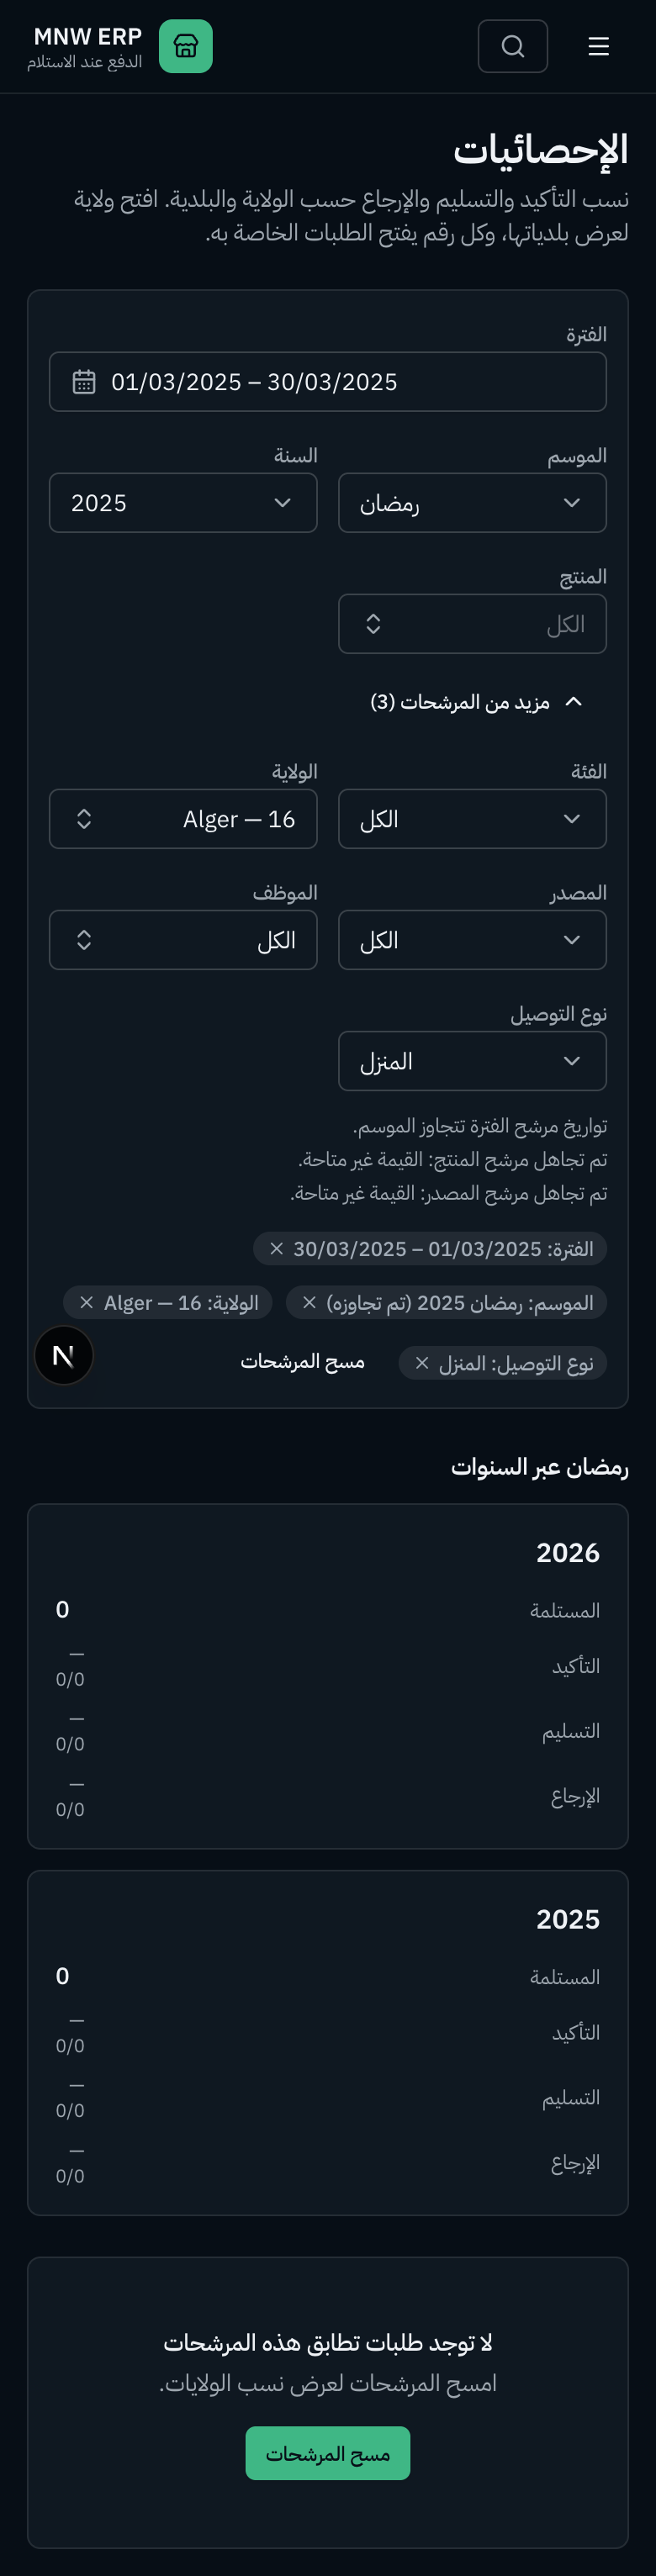 MNW ERP
الدفع عند الاستلام
الإحصائيات
نسب التأكيد والتسليم والإرجاع حسب الولاية والبلدية. افتح ولاية
لعرض بلدياتها، وكل رقم يفتح الطلبات الخاصة به.
الفترة
01/03/2025 – 30/03/2025
الموسم
رمضان
السنة
2025
المنتج
الكل
مزيد من المرشحات (3)
الفئة
الكل
الولاية
16 — Alger
المصدر
الكل
الموظف
الكل
نوع التوصيل
المنزل
تواريخ مرشح الفترة تتجاوز الموسم.
تم تجاهل مرشح المنتج: القيمة غير متاحة.
تم تجاهل مرشح المصدر: القيمة غير متاحة.
الفترة: 01/03/2025 – 30/03/2025
الموسم: رمضان 2025 (تم تجاوزه)
الولاية: 16 — Alger
نوع التوصيل: المنزل
مسح المرشحات
N
رمضان عبر السنوات
2026
المستلمة
0
التأكيد
—
0/0
التسليم
—
0/0
الإرجاع
—
0/0
2025
المستلمة
0
التأكيد
—
0/0
التسليم
—
0/0
الإرجاع
—
0/0
لا توجد طلبات تطابق هذه المرشحات
امسح المرشحات لعرض نسب الولايات.
مسح المرشحات